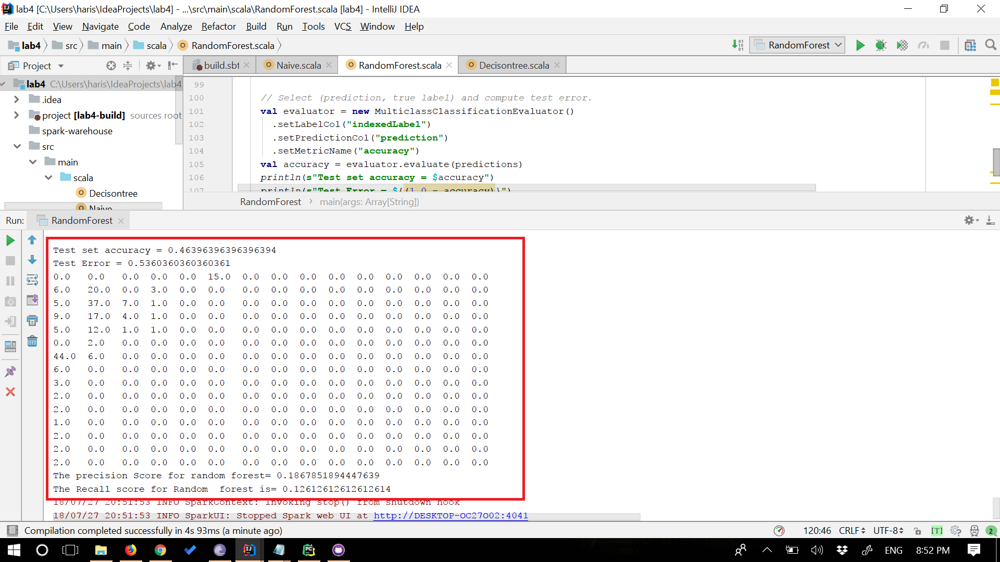 lab4 [C:\Users\haris\IdeaProjects\lab4] - ...\src\main\scala\RandomForest.scala [lab4] - IntelliJ IDEA
File Edit View Navigate Code Analyze Refactor Build Run Tools VCS Window Help
lab4 src main scala RandomForest.scala RandomForest
Project build.sbt Naive.scala RandomForest.scala Decisontree.scala
lab4 C:\Users\haris\IdeaProjects\lab4
.idea
project [lab4-build] sources root
spark-warehouse
src
main
scala
Decisontree
Naive
99
100 // Select (prediction, true label) and compute test error.
101 val evaluator = new MulticlassClassificationEvaluator()
102 .setLabelCol("indexedLabel")
103 .setPredictionCol("prediction")
104 .setMetricName("accuracy")
105 val accuracy = evaluator.evaluate(predictions)
106 println(s"Test set accuracy = $accuracy")
107 println(s"Test Error = ${(1.0 - accuracy)}")
RandomForest main(args: Array[String])
Run: RandomForest
Test set accuracy = 0.46396396396396394
Test Error = 0.5360360360360361
0.0 0.0 0.0 0.0 0.0 15.0 0.0 0.0 0.0 0.0 0.0 0.0 0.0 0.0 0.0
6.0 20.0 0.0 3.0 0.0 0.0 0.0 0.0 0.0 0.0 0.0 0.0 0.0 0.0 0.0
5.0 37.0 7.0 1.0 0.0 0.0 0.0 0.0 0.0 0.0 0.0 0.0 0.0 0.0 0.0
9.0 17.0 4.0 1.0 0.0 0.0 0.0 0.0 0.0 0.0 0.0 0.0 0.0 0.0 0.0
5.0 12.0 1.0 1.0 0.0 0.0 0.0 0.0 0.0 0.0 0.0 0.0 0.0 0.0 0.0
0.0 2.0 0.0 0.0 0.0 0.0 0.0 0.0 0.0 0.0 0.0 0.0 0.0 0.0 0.0
44.0 6.0 0.0 0.0 0.0 0.0 0.0 0.0 0.0 0.0 0.0 0.0 0.0 0.0 0.0
6.0 0.0 0.0 0.0 0.0 0.0 0.0 0.0 0.0 0.0 0.0 0.0 0.0 0.0 0.0
3.0 0.0 0.0 0.0 0.0 0.0 0.0 0.0 0.0 0.0 0.0 0.0 0.0 0.0 0.0
2.0 0.0 0.0 0.0 0.0 0.0 0.0 0.0 0.0 0.0 0.0 0.0 0.0 0.0 0.0
2.0 0.0 0.0 0.0 0.0 0.0 0.0 0.0 0.0 0.0 0.0 0.0 0.0 0.0 0.0
1.0 0.0 0.0 0.0 0.0 0.0 0.0 0.0 0.0 0.0 0.0 0.0 0.0 0.0 0.0
2.0 0.0 0.0 0.0 0.0 0.0 0.0 0.0 0.0 0.0 0.0 0.0 0.0 0.0 0.0
2.0 0.0 0.0 0.0 0.0 0.0 0.0 0.0 0.0 0.0 0.0 0.0 0.0 0.0 0.0
2.0 0.0 0.0 0.0 0.0 0.0 0.0 0.0 0.0 0.0 0.0 0.0 0.0 0.0 0.0
The precision Score for random forest= 0.1867851894447639
The Recall score for Random  forest is= 0.12612612612612614
18/07/27 20:51:53 INFO SparkContext: Invoking stop() from shutdown hook
18/07/27 20:51:53 INFO SparkUI: Stopped Spark web UI at http://DESKTOP-OC27O02:4041
Compilation completed successfully in 4s 93ms (a minute ago) 120:46 CRLF UTF-8 [T] 2
ENG 8:52 PM